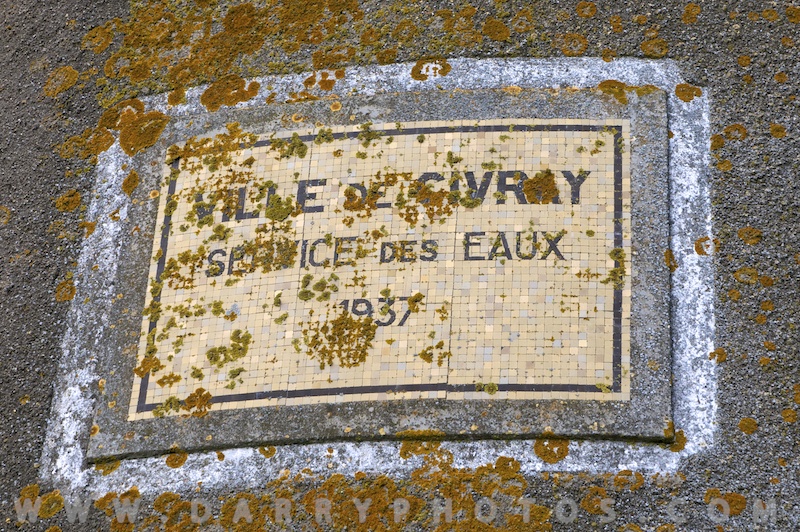 VILLE DE CIVRAY
SERVICE DES EAUX
1937
WWW.DARRYPHOTOS.COM